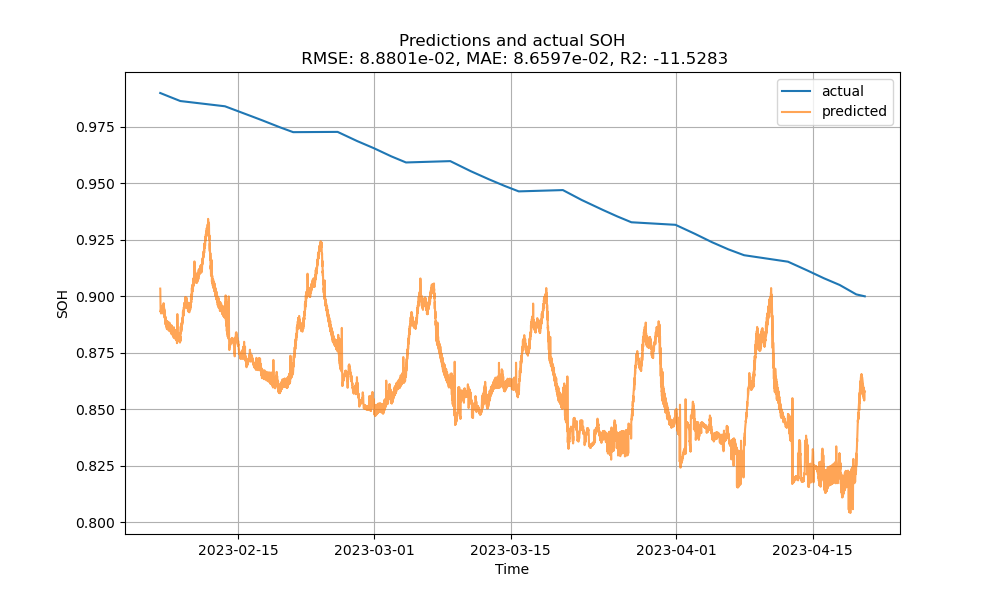 Predictions and actual SOH
RMSE: 8.8801e-02, MAE: 8.6597e-02, R2: -11.5283
actual
predicted
0.975
0.950
0.925
0.900
0.875
0.850
0.825
0.800
SOH
2023-02-15
2023-03-01
2023-03-15
2023-04-01
2023-04-15
Time